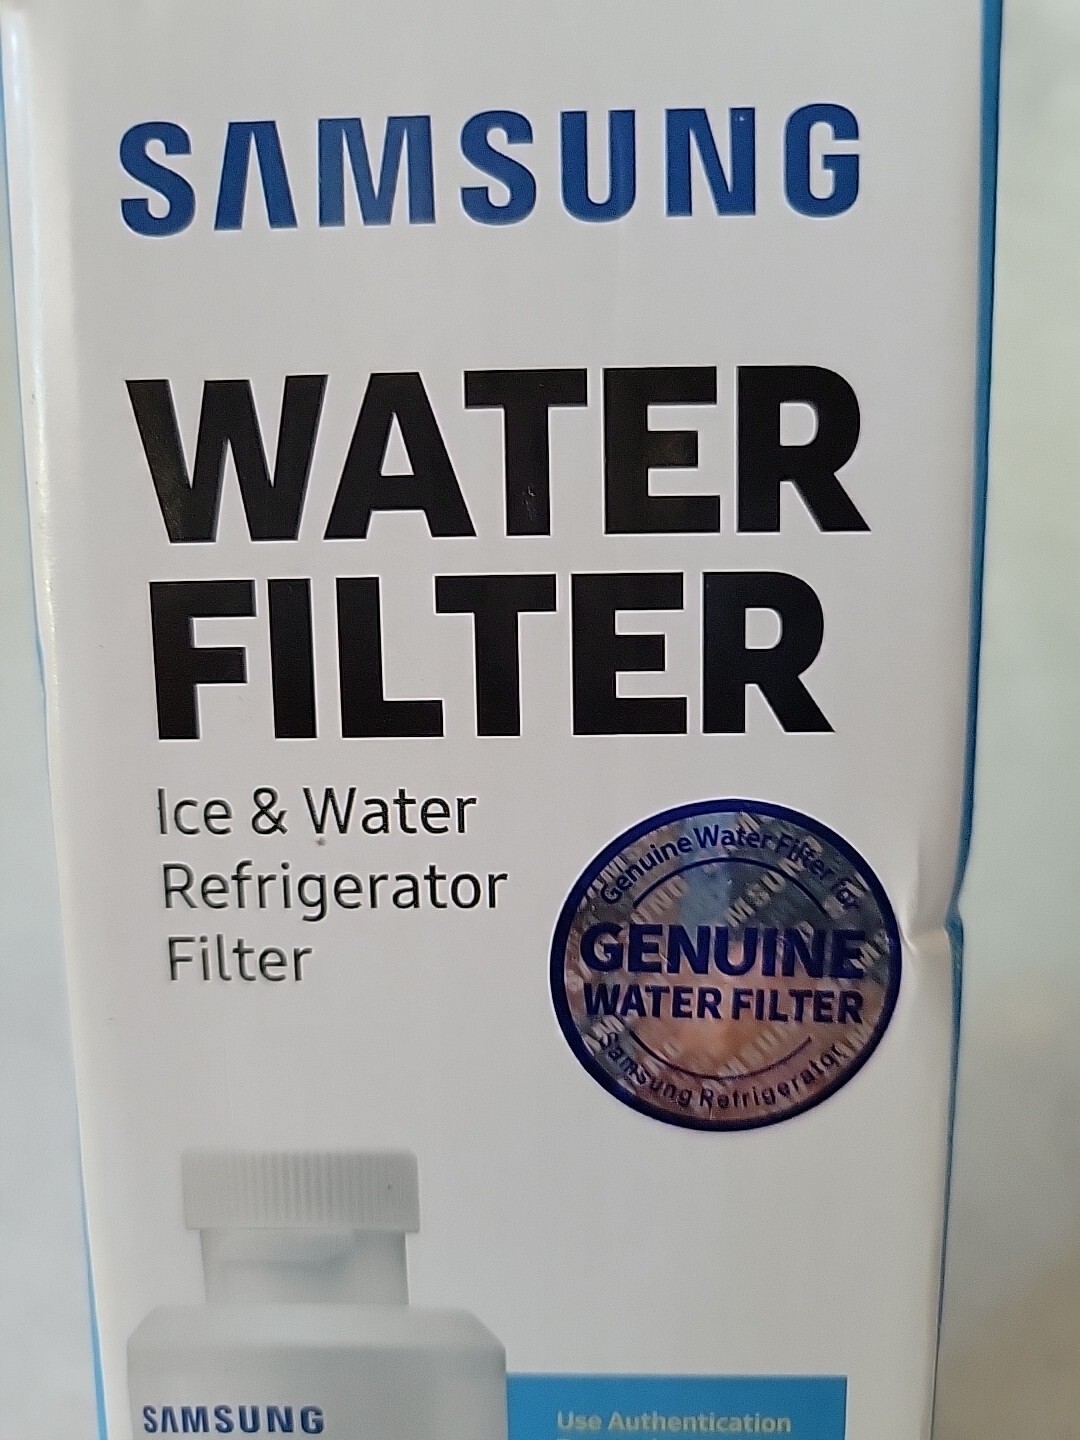 SAMSUNG
WATER
FILTER
Ice & Water
Refrigerator
Filter
Genuine Water Filter for
GENUINE
WATER FILTER
Samsung Refrigerator
SAMSUNG
Use Authentication